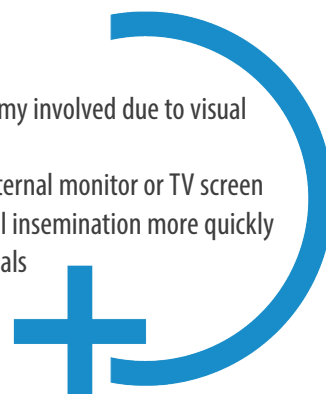 my involved due to visual
ternal monitor or TV screen
l insemination more quickly
als